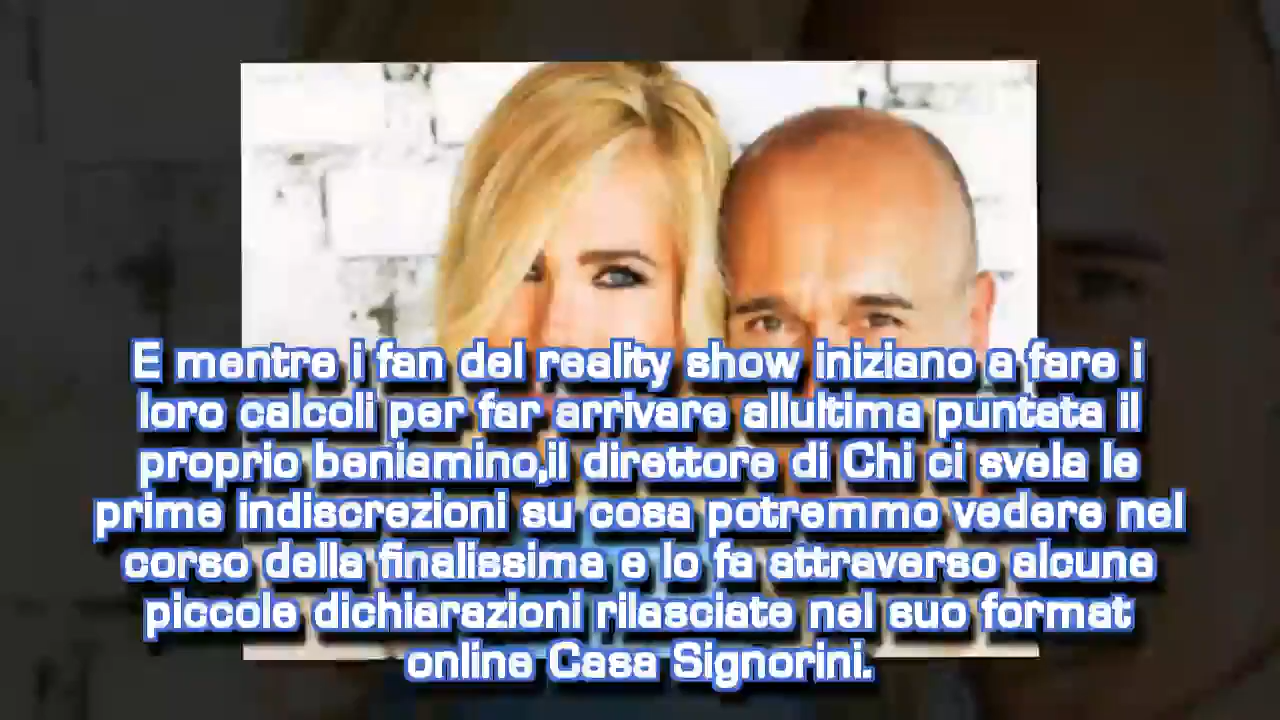 E mentre i fan del reality show iniziano a fare i
loro calcoli per far arrivare allultima puntata il
proprio beniamino,il direttore di Chi ci svela le
prime indiscrezioni su cosa potremmo vedere nel
corso della finalissima e lo fa attraverso alcune
piccole dichiarazioni rilasciate nel suo format
online Casa Signorini.